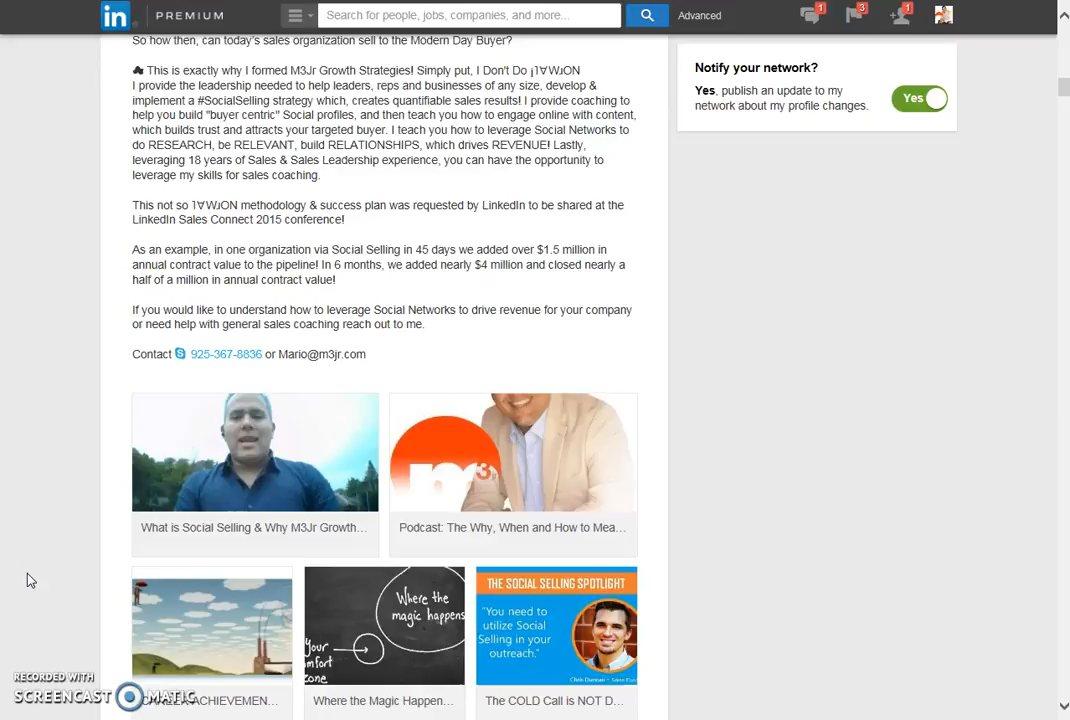 in PREMIUM Search for people, jobs, companies, and more... Advanced 1 3 1
So how then, can today's sales organization sell to the Modern Day Buyer?
This is exactly why I formed M3Jr Growth Strategies! Simply put, I Don't Do ¡˥∀WɹON
I provide the leadership needed to help leaders, reps and businesses of any size, develop &
implement a #SocialSelling strategy which, creates quantifiable sales results! I provide coaching to
help you build "buyer centric" Social profiles, and then teach you how to engage online with content,
which builds trust and attracts your targeted buyer. I teach you how to leverage Social Networks to
do RESEARCH, be RELEVANT, build RELATIONSHIPS, which drives REVENUE! Lastly,
leveraging 18 years of Sales & Sales Leadership experience, you can have the opportunity to
leverage my skills for sales coaching.
This not so ˥∀WɹON methodology & success plan was requested by LinkedIn to be shared at the
LinkedIn Sales Connect 2015 conference!
As an example, in one organization via Social Selling in 45 days we added over $1.5 million in
annual contract value to the pipeline! In 6 months, we added nearly $4 million and closed nearly a
half of a million in annual contract value!
If you would like to understand how to leverage Social Networks to drive revenue for your company
or need help with general sales coaching reach out to me.
Contact 925-367-8836 or Mario@m3jr.com
Notify your network?
Yes, publish an update to my
network about my profile changes.
Yes
m3
What is Social Selling & Why M3Jr Growth...
Podcast: The Why, When and How to Mea...
Where the
magic happens
your
comfort
zone
THE SOCIAL SELLING SPOTLIGHT
"You need to
utilize Social
Selling in your
outreach."
ACHIEVEMEN...
Where the Magic Happen...
The COLD Call is NOT D...
RECORDED WITH
SCREENCAST MATIC